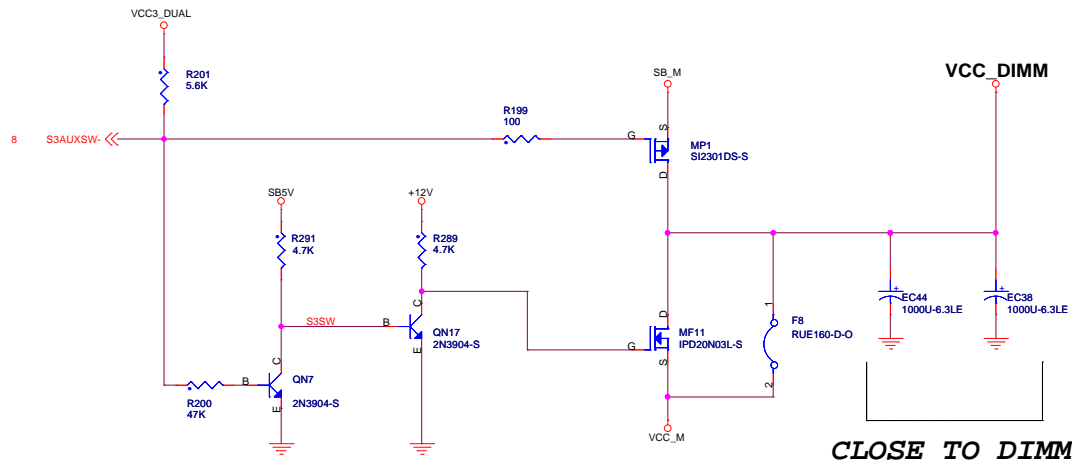 VCC3_DUAL
R201
5.6K
8 S3AUXSW-
R199
100
G
S
D
SB_M
MP1
SI2301DS-S
VCC_DIMM
SB5V
R291
4.7K
+12V
R289
4.7K
S3SW
B
C
E
QN17
2N3904-S
R200
47K
B
C
E
QN7
2N3904-S
G
D
S
MF11
IPD20N03L-S
VCC_M
1
2
F8
RUE160-D-O
+
EC44
1000U-6.3LE
+
EC38
1000U-6.3LE
CLOSE TO DIMM